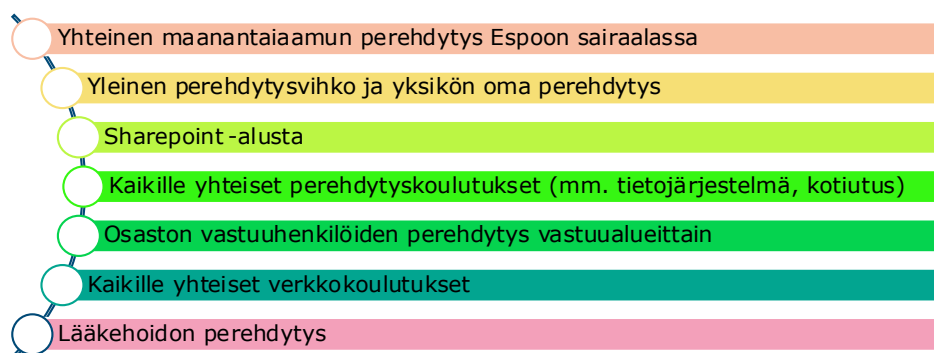 Yhteinen maanantaiaamun perehdytys Espoon sairaalassa
Yleinen perehdytysvihko ja yksikön oma perehdytys
Sharepoint -alusta
Kaikille yhteiset perehdytyskoulutukset (mm. tietojärjestelmä, kotiutus)
Osaston vastuuhenkilöiden perehdytys vastuualueittain
Kaikille yhteiset verkkokoulutukset
Lääkehoidon perehdytys